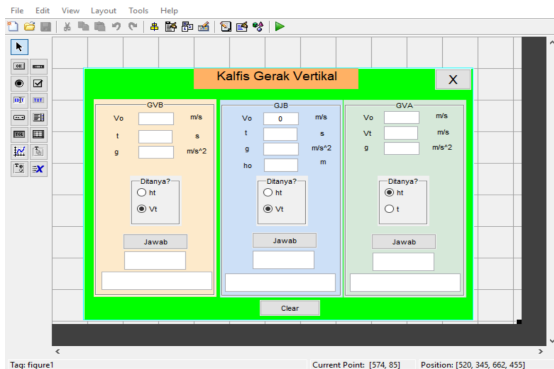 File Edit View Layout Tools Help
Kalfis Gerak Vertikal
X
GVB
Vo m/s
t s
g m/s^2
Ditanya?
ht
Vt
Jawab
GJB
Vo 0 m/s
t s
g m/s^2
ho m
Ditanya?
ht
Vt
Jawab
GVA
Vo m/s
Vt m/s
g m/s^2
Ditanya?
ht
t
Jawab
Clear
Tag: figure1 Current Point: [574, 85] Position: [520, 345, 662, 455]